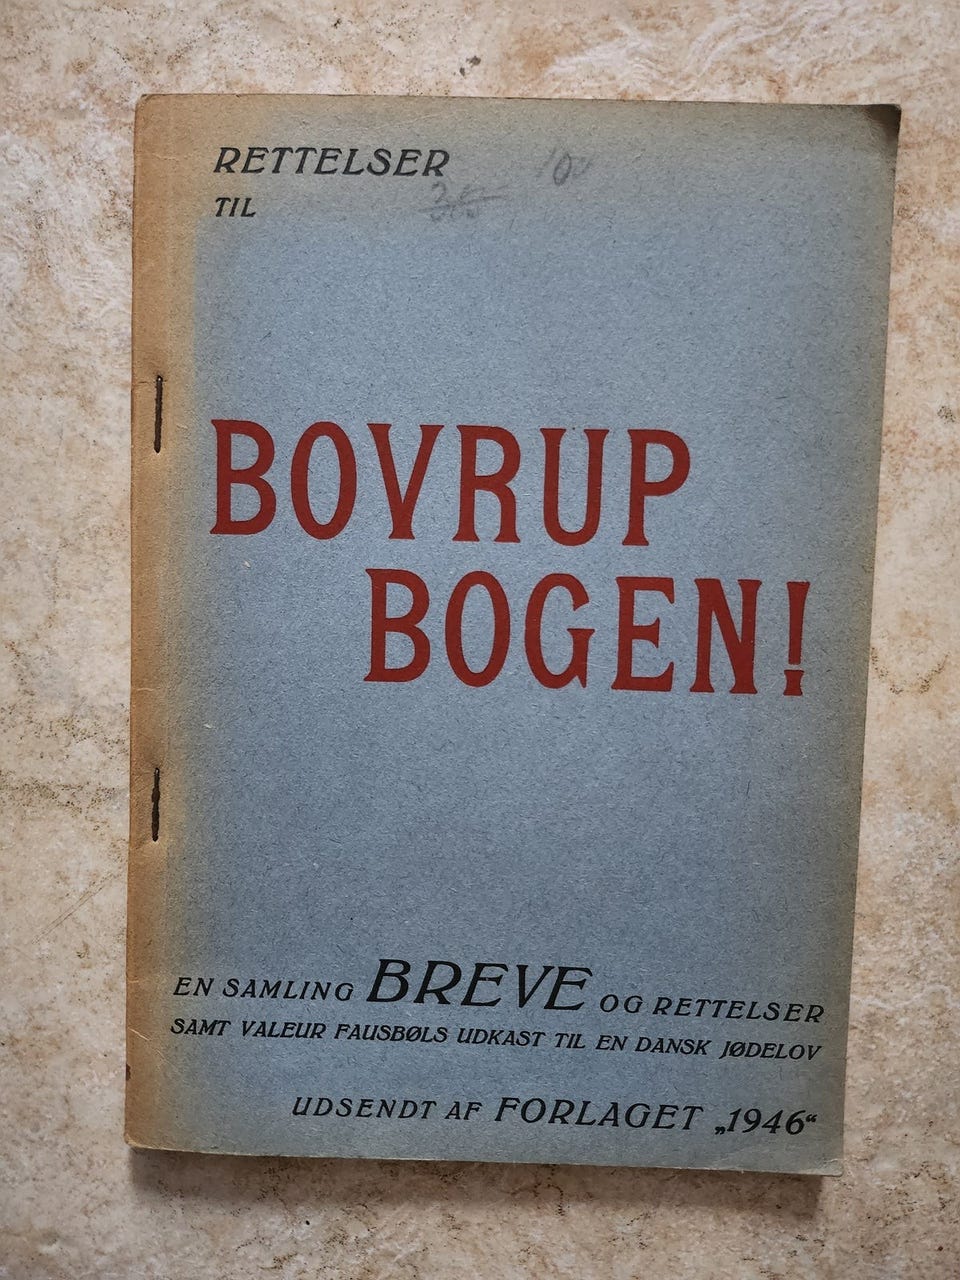 RETTELSER
TIL
BOVRUP
BOGEN!
EN SAMLING BREVE OG RETTELSER
SAMT VALEUR FAUSBØLS UDKAST TIL EN DANSK JØDELOV
UDSENDT AF FORLAGET „1946“